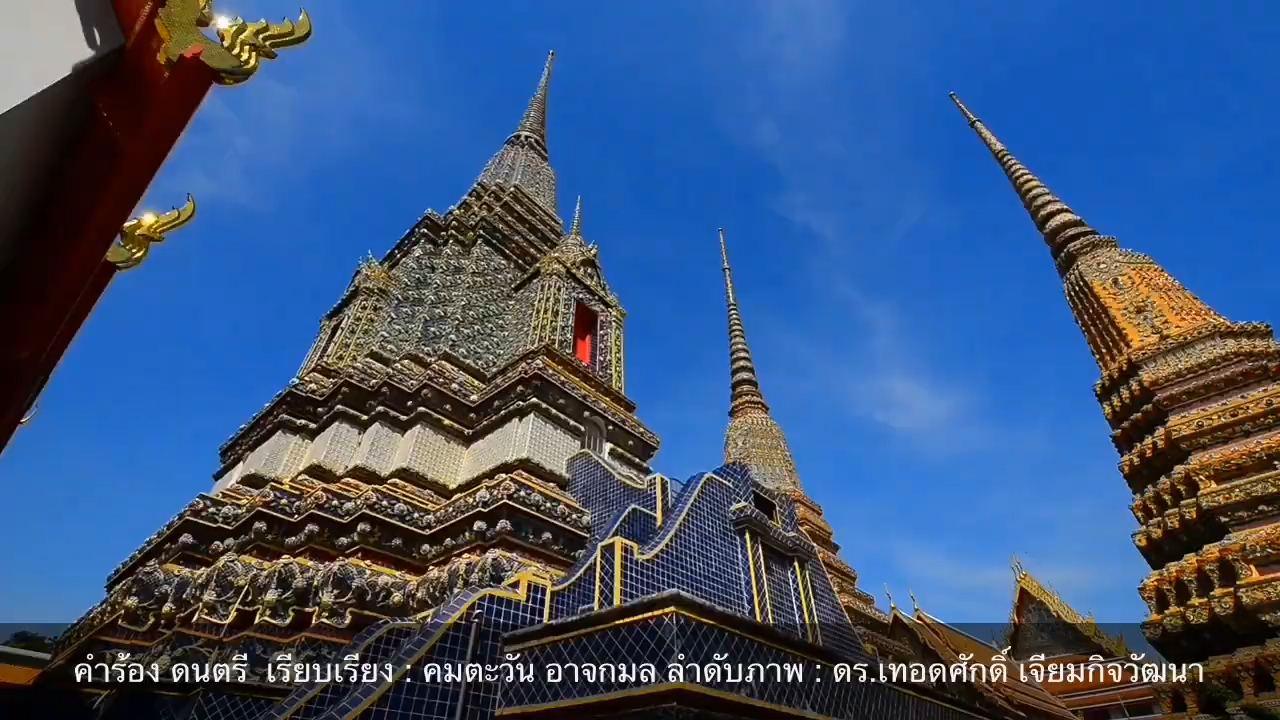 คำร้อง ดนตรี  เรียบเรียง : คมตะวัน อาจกมล ลำดับภาพ : ดร.เทอดศักดิ์ เจียมกิจวัฒนา